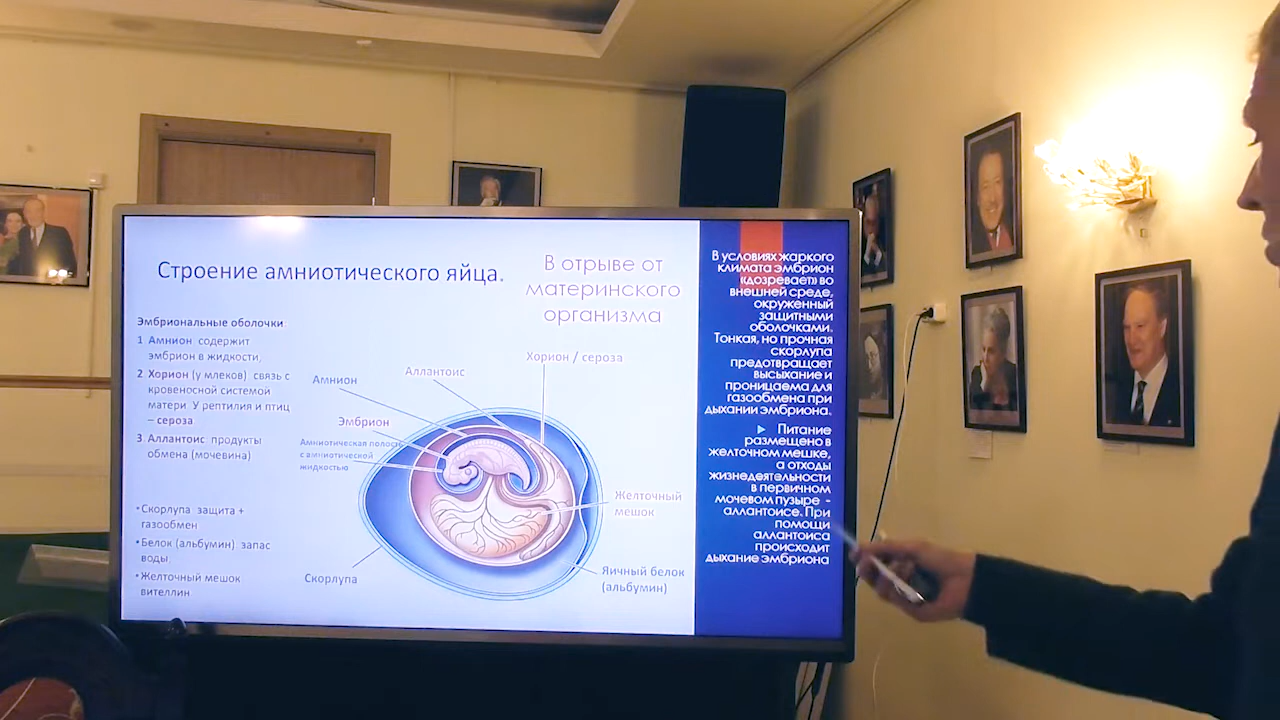 Строение амниотического яйца.
В отрыве от
материнского
организма
Эмбриональные оболочки:
1 Амнион содержит
эмбрион в жидкости,
2 Хорион (у млеков) связь с
кровеносной системой
матери У рептилия и птиц
– сероза
3 Аллантоис продукты
обмена (мочевина)
•Скорлупа защита +
газообмен
•Белок (альбумин) запас
воды
•Желточный мешок
вителлин
Хорион / сероза
Аллантоис
Амнион
Эмбрион
Амниотическая полость
с амниотической
жидкостью
Желточный
мешок
Скорлупа
Яичный белок
(альбумин)
В условиях жаркого
климата эмбрион
«дозревает» во
внешней среде,
окруженный
защитными
оболочками.
Тонкая, но прочная
скорлупа
предотвращает
высыхание и
проницаема для
газообмена при
дыхании эмбриона.
► Питание
размещено в
желточном мешке,
а отходы
жизнедеятельности
в первичном
мочевом пузыре -
аллантоисе. При
помощи
аллантоиса
происходит
дыхание эмбриона